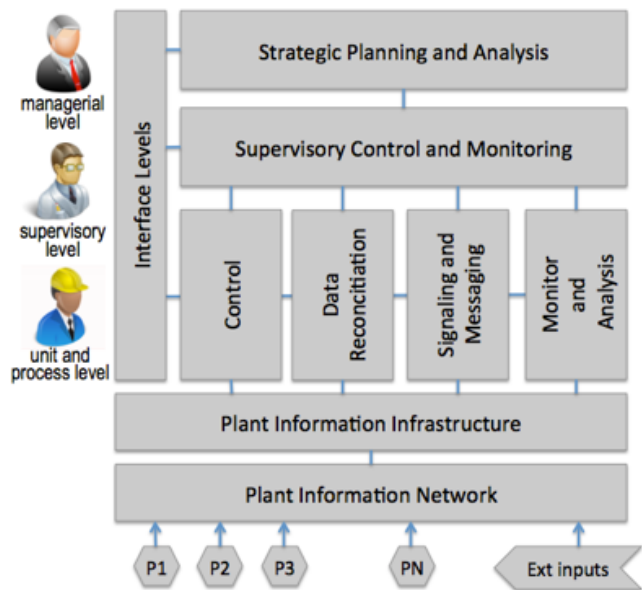 managerial
level
supervisory
level
unit and
process level
Interface Levels
Strategic Planning and Analysis
Supervisory Control and Monitoring
Control
Data
Reconcitiation
Signaling and
Messaging
Monitor
and
Analysis
Plant Information Infrastructure
Plant Information Network
P1
P2
P3
PN
Ext inputs